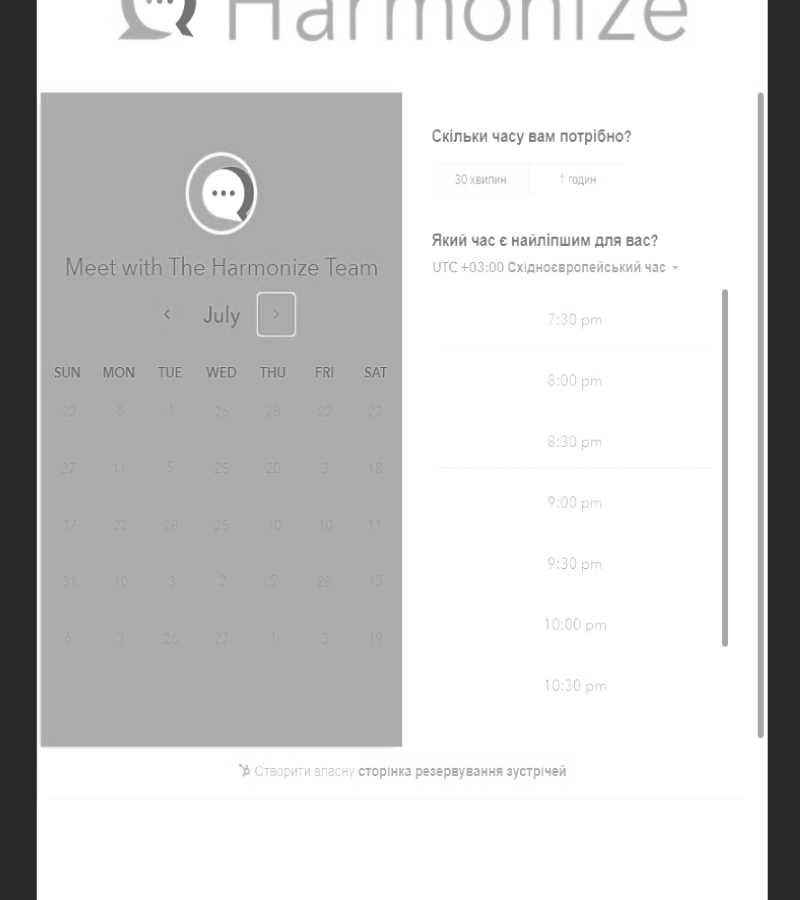 Harmonize
Meet with The Harmonize Team
July
SUN MON TUE WED THU FRI SAT
22 6 1 26 28 22 27
27 11 5 25 20 3 18
17 22 28 25 10 10 11
31 10 3 2 5 28 13
6 3 26 27 1 3 19
Скільки часу вам потрібно?
30 хвилин 1 годин
Який час є найліпшим для вас?
UTC +03:00 Східноєвропейський час
7:30 pm
8:00 pm
8:30 pm
9:00 pm
9:30 pm
10:00 pm
10:30 pm
Створити власну сторінка резервування зустрічей